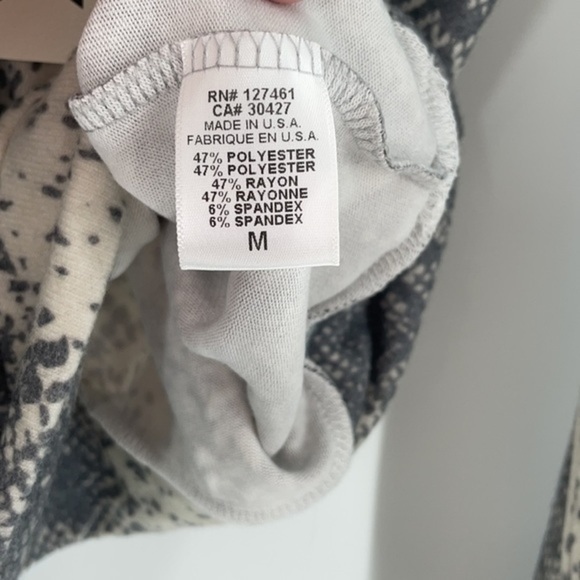 RN# 127461
CA# 30427
MADE IN U.S.A.
FABRIQUE EN U.S.A.
47% POLYESTER
47% POLYESTER
47% RAYON
47% RAYONNE
6% SPANDEX
6% SPANDEX
M